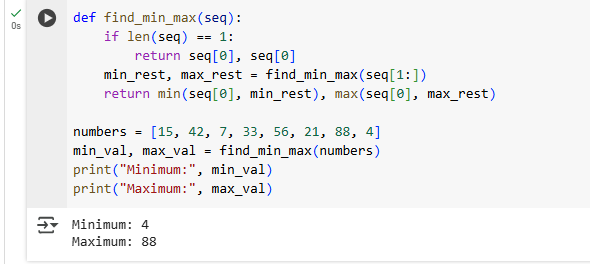 0s
def find_min_max(seq):
    if len(seq) == 1:
        return seq[0], seq[0]
    min_rest, max_rest = find_min_max(seq[1:])
    return min(seq[0], min_rest), max(seq[0], max_rest)

numbers = [15, 42, 7, 33, 56, 21, 88, 4]
min_val, max_val = find_min_max(numbers)
print("Minimum:", min_val)
print("Maximum:", max_val)
Minimum: 4
Maximum: 88